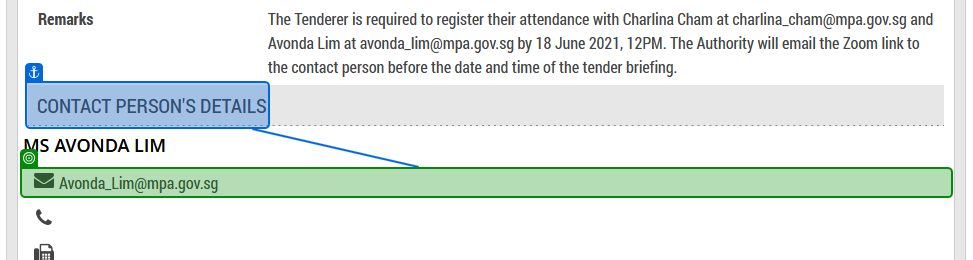 Remarks The Tenderer is required to register their attendance with Charlina Cham at charlina_cham@mpa.gov.sg and
Avonda Lim at avonda_lim@mpa.gov.sg by 18 June 2021, 12PM. The Authority will email the Zoom link to
the contact person before the date and time of the tender briefing.
CONTACT PERSON'S DETAILS
MS AVONDA LIM
Avonda_Lim@mpa.gov.sg